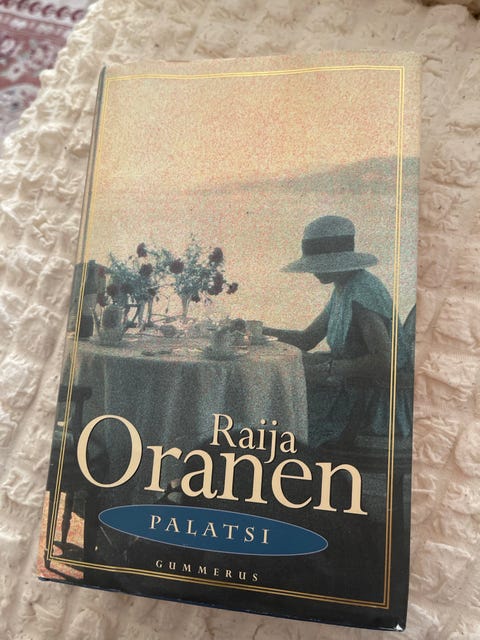 Raija
Oranen
PALATSI
GUMMERUS